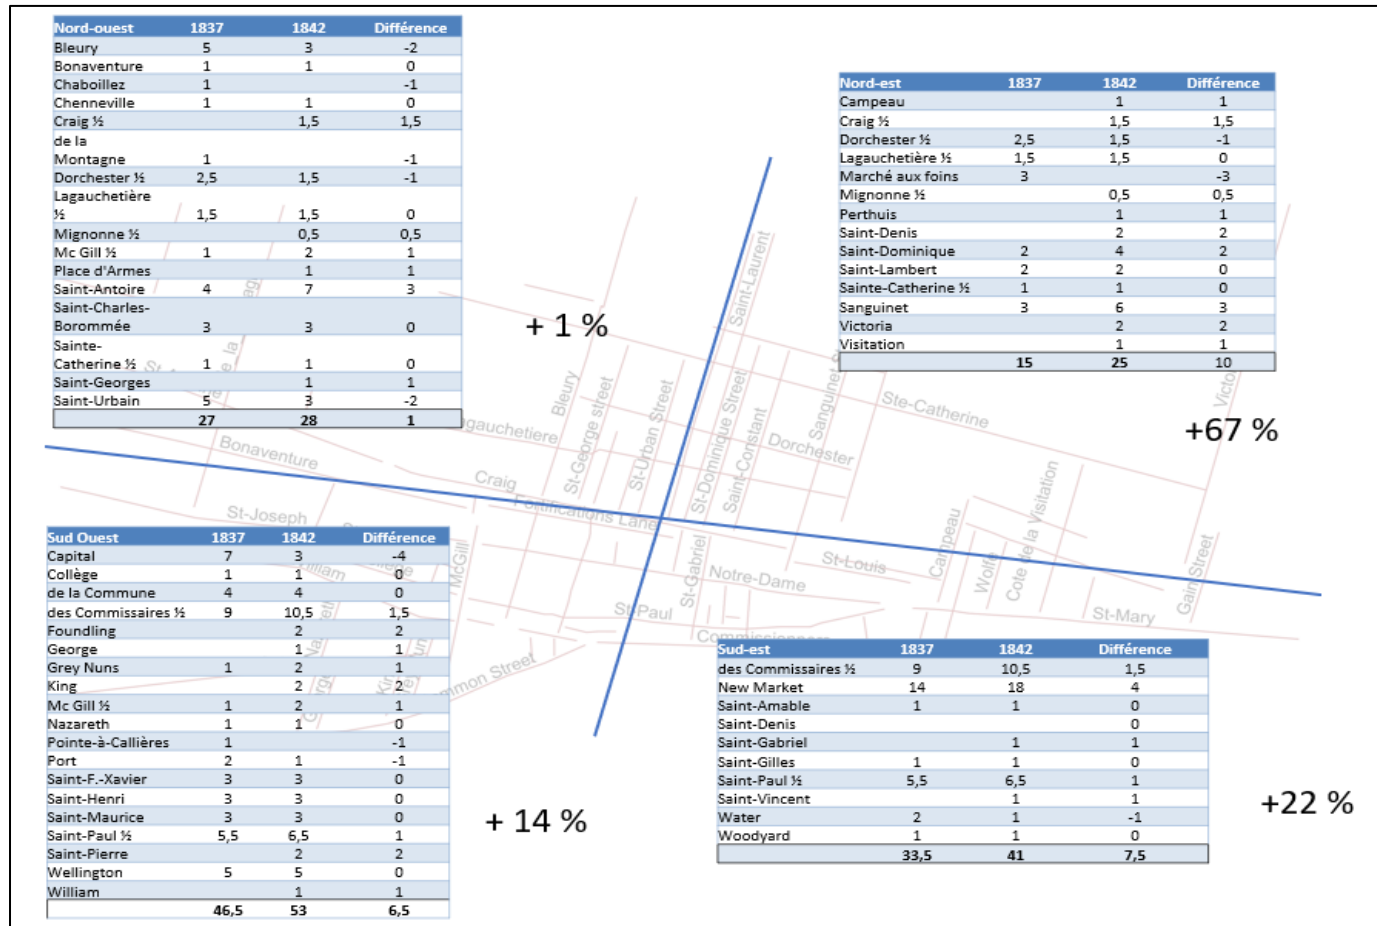 Nord-ouest 1837 1842 Différence
Bleury 5 3 -2
Bonaventure 1 1 0
Chaboillez 1 -1
Chenneville 1 1 0
Craig ½ 1,5 1,5
de la
Montagne 1 -1
Dorchester ½ 2,5 1,5 -1
Lagauchetière
½ 1,5 1,5 0
Mignonne ½ 0,5 0,5
Mc Gill ½ 1 2 1
Place d'Armes 1 1
Saint-Antoire 4 7 3
Saint-Charles-
Borommée 3 3 0
Sainte-
Catherine ½ 1 1 0
Saint-Georges 1 1
Saint-Urbain 5 3 -2
27 28 1
+ 1 %
Nord-est 1837 1842 Différence
Campeau 1 1
Craig ½ 1,5 1,5
Dorchester ½ 2,5 1,5 -1
Lagauchetière ½ 1,5 1,5 0
Marché aux foins 3 -3
Mignonne ½ 0,5 0,5
Perthuis 1 1
Saint-Denis 2 2
Saint-Dominique 2 4 2
Saint-Lambert 2 2 0
Sainte-Catherine ½ 1 1 0
Sanguinet 3 6 3
Victoria 2 2
Visitation 1 1
15 25 10
+67 %
Saint-Laurent
Bleury
St-George street
St-Urban Street
St-Dominique Street
Saint-Constant
Sanguinet
Ste-Catherine
Dorchester
Victo
agauchetiere
Bonaventure
Craig
Fortifications Lane
St-Joseph
McGill
St-Gabriel
Notre-Dame
St-Louis
Campeau
Wolfe
Cote de la Visitation
Gain Street
St-Mary
St-Paul
Commissioners
mmon Street
Sud Ouest 1837 1842 Différence
Capital 7 3 -4
Collège 1 1 0
de la Commune 4 4 0
des Commissaires ½ 9 10,5 1,5
Foundling 2 2
George 1 1
Grey Nuns 1 2 1
King 2 2
Mc Gill ½ 1 2 1
Nazareth 1 1 0
Pointe-à-Callières 1 -1
Port 2 1 -1
Saint-F.-Xavier 3 3 0
Saint-Henri 3 3 0
Saint-Maurice 3 3 0
Saint-Paul ½ 5,5 6,5 1
Saint-Pierre 2 2
Wellington 5 5 0
William 1 1
46,5 53 6,5
+ 14 %
Sud-est 1837 1842 Différence
des Commissaires ½ 9 10,5 1,5
New Market 14 18 4
Saint-Amable 1 1 0
Saint-Denis 0
Saint-Gabriel 1 1
Saint-Gilles 1 1 0
Saint-Paul ½ 5,5 6,5 1
Saint-Vincent 1 1
Water 2 1 -1
Woodyard 1 1 0
33,5 41 7,5
+22 %